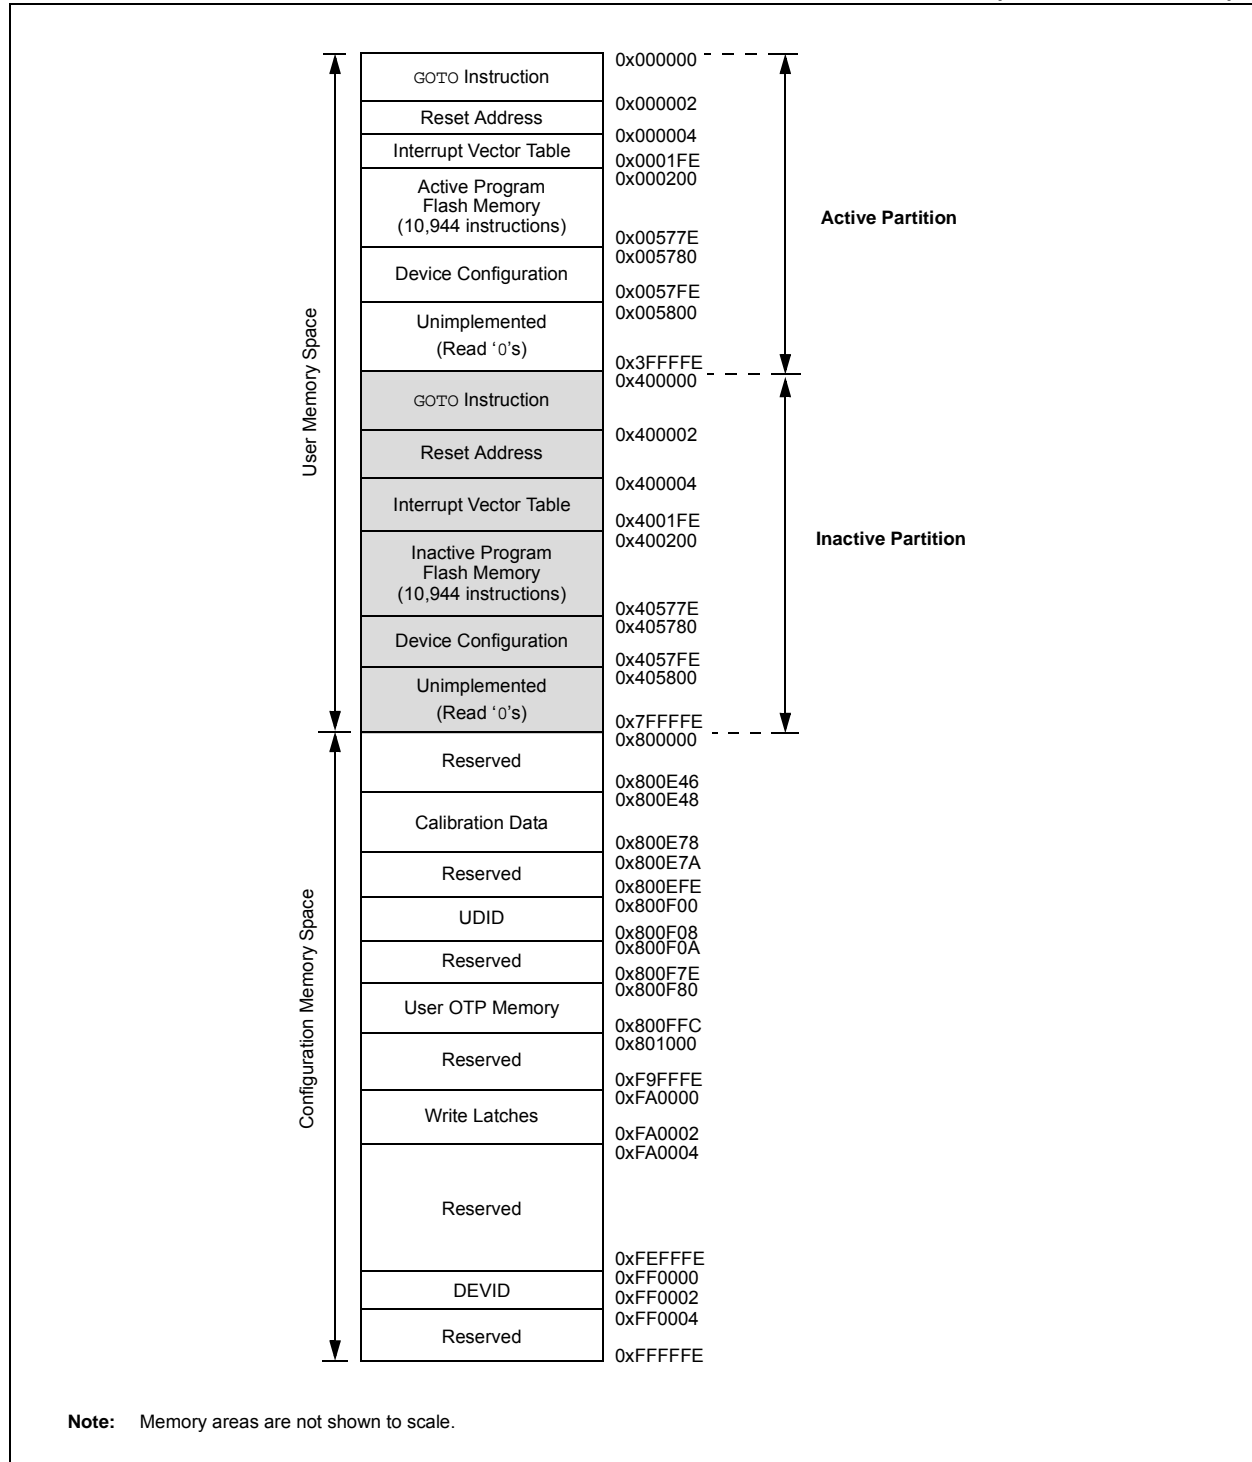 0x000000
GOTO Instruction
0x000002
Reset Address
0x000004
Interrupt Vector Table
0x0001FE
0x000200
Active Program
Flash Memory
(10,944 instructions)
Active Partition
0x00577E
0x005780
Device Configuration
0x0057FE
0x005800
Unimplemented
(Read ‘0’s)
User Memory Space
0x3FFFFE
0x400000
GOTO Instruction
0x400002
Reset Address
0x400004
Interrupt Vector Table
0x4001FE
0x400200
Inactive Partition
Inactive Program
Flash Memory
(10,944 instructions)
0x40577E
0x405780
Device Configuration
0x4057FE
0x405800
Unimplemented
(Read ‘0’s)
0x7FFFFE
0x800000
Reserved
0x800E46
0x800E48
Calibration Data
0x800E78
0x800E7A
Reserved
0x800EFE
0x800F00
UDID
0x800F08
0x800F0A
Reserved
0x800F7E
0x800F80
Configuration Memory Space
User OTP Memory
0x800FFC
0x801000
Reserved
0xF9FFFE
0xFA0000
Write Latches
0xFA0002
0xFA0004
Reserved
0xFEFFFE
0xFF0000
DEVID
0xFF0002
0xFF0004
Reserved
0xFFFFFE
Note: Memory areas are not shown to scale.